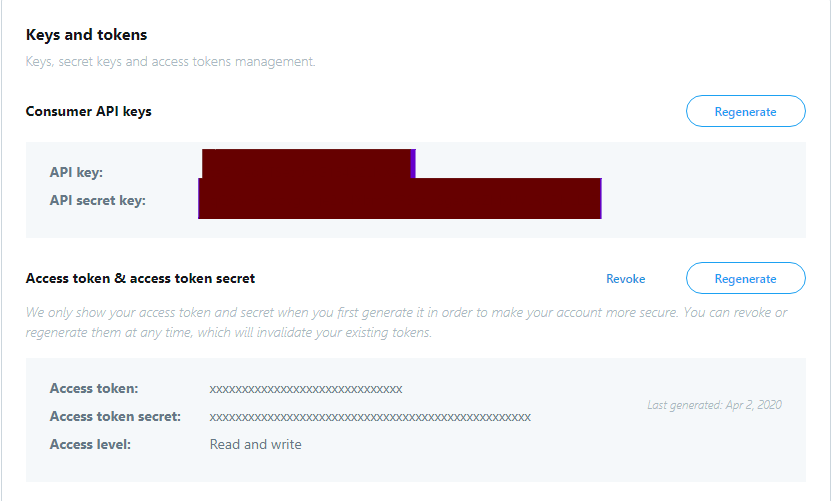 Keys and tokens
Keys, secret keys and access tokens management.
Consumer API keys
Regenerate
API key:
API secret key:
Access token & access token secret
Revoke
Regenerate
We only show your access token and secret when you first generate it in order to make your account more secure. You can revoke or
regenerate them at any time, which will invalidate your existing tokens.
Access token: xxxxxxxxxxxxxxxxxxxxxxxxxxxxxx
Last generated: Apr 2, 2020
Access token secret: xxxxxxxxxxxxxxxxxxxxxxxxxxxxxxxxxxxxxxxxxxxxxxxxxx
Access level: Read and write